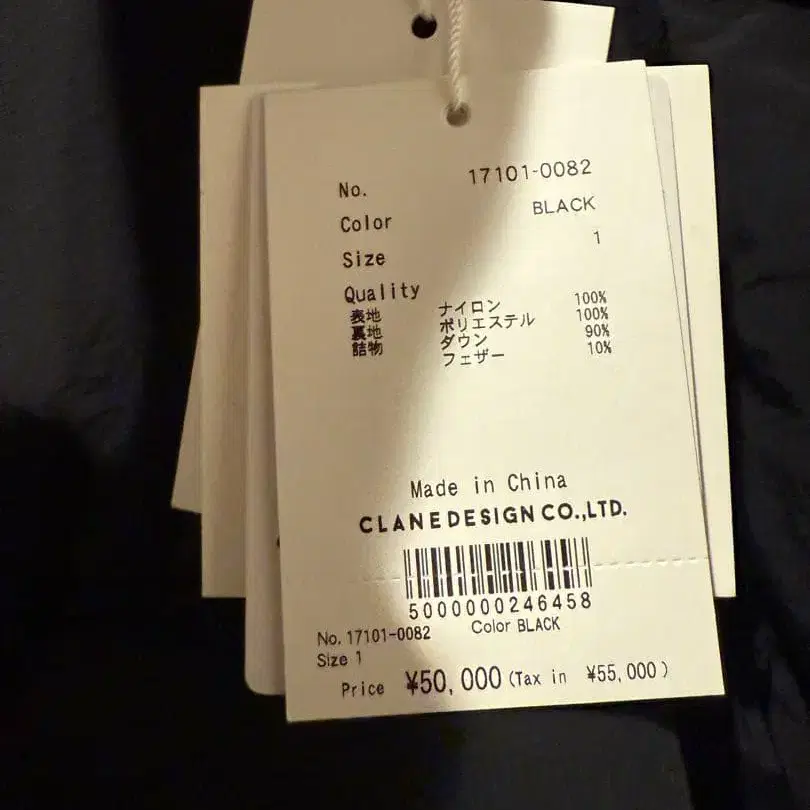 No. 17101-0082
Color BLACK
Size 1
Quality
表地 ナイロン 100%
裏地 ポリエステル 100%
詰物 ダウン 90%
フェザー 10%
Made in China
CLANEDESIGN CO.,LTD.
5000000246458
No. 17101-0082 Color BLACK
Size 1
Price ¥50,000 (Tax in ¥55,000)